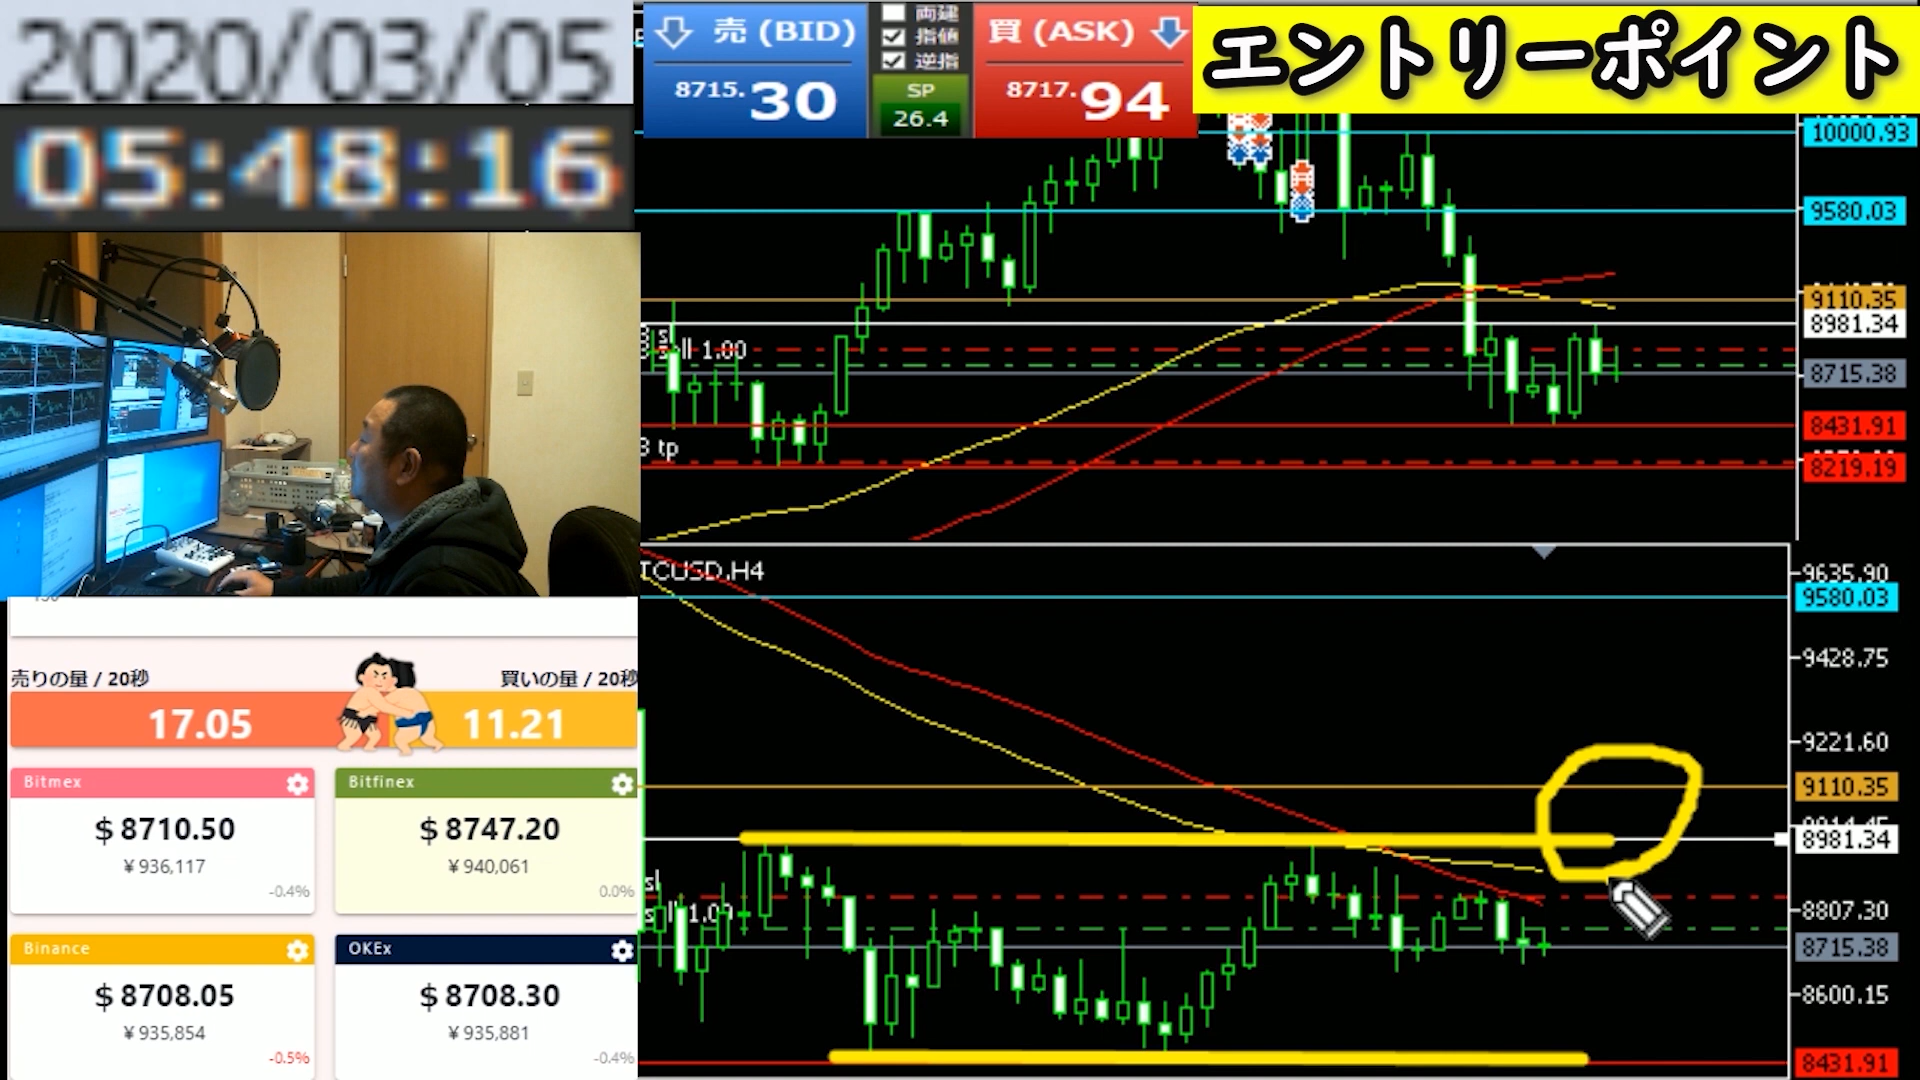 2020/03/05
05:48:16
売 (BID)
8715.30
両建
指値
逆指
SP
26.4
買 (ASK)
8717.94
エントリーポイント
10000.93
9580.03
9110.35
8981.34
sell 1.00
8715.38
8431.91
tp
8219.19
TCUSD,H4
9635.90
9580.03
9428.75
9221.60
9110.35
8981.34
sl
1.00
8807.30
8715.38
8600.15
8431.91
売りの量 / 20秒
買いの量 / 20秒
17.05
11.21
Bitmex
$ 8710.50
¥ 936,117
-0.4%
Bitfinex
$ 8747.20
¥ 940,061
0.0%
Binance
$ 8708.05
¥ 935,854
-0.5%
OKEx
$ 8708.30
¥ 935,881
-0.4%